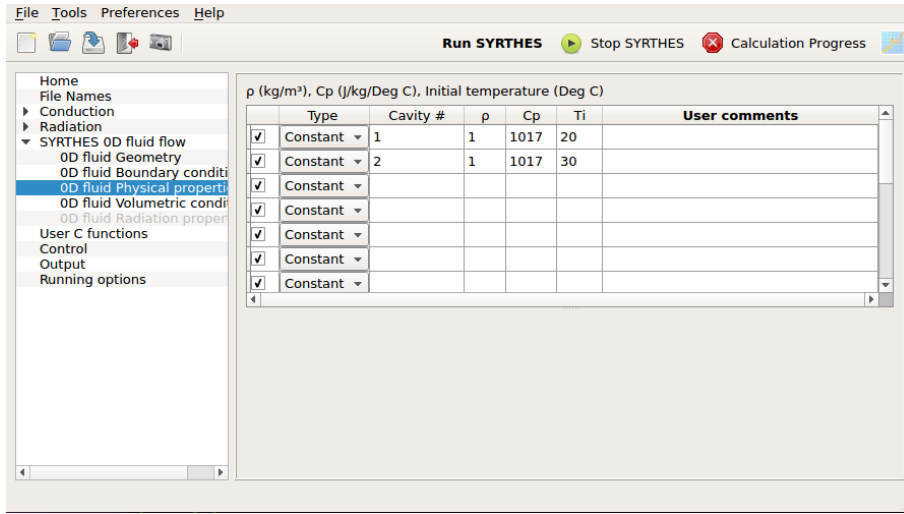 File Tools Preferences Help
Run SYRTHES Stop SYRTHES Calculation Progress
Home
File Names
Conduction
Radiation
SYRTHES 0D fluid flow
0D fluid Geometry
0D fluid Boundary conditi
0D fluid Physical properti
0D fluid Volumetric condit
0D fluid Radiation propert
User C functions
Control
Output
Running options
ρ (kg/m³), Cp (J/kg/Deg C), Initial temperature (Deg C)
Type Cavity # ρ Cp Ti User comments
Constant 1 1 1017 20
Constant 2 1 1017 30
Constant
Constant
Constant
Constant
Constant